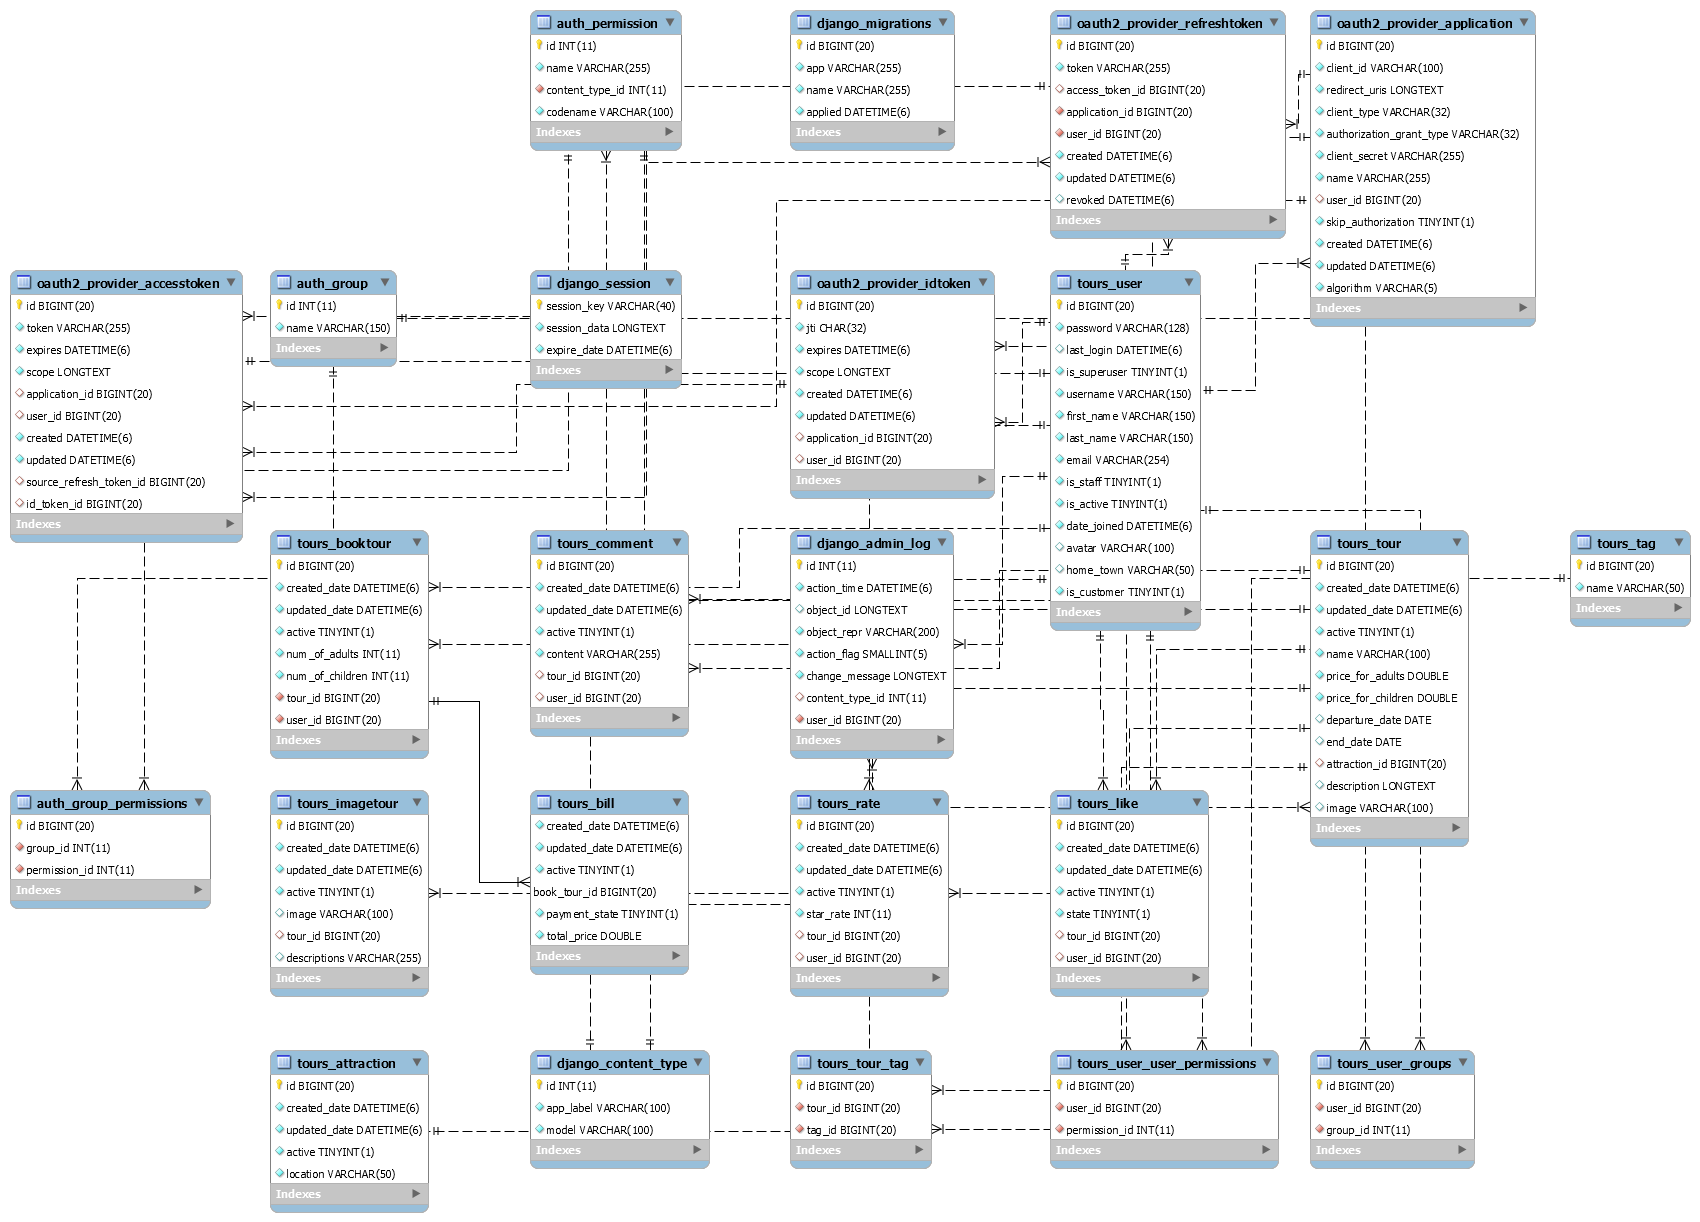 auth_permission
id INT(11)
name VARCHAR(255)
content_type_id INT(11)
codename VARCHAR(100)
Indexes
django_migrations
id BIGINT(20)
app VARCHAR(255)
name VARCHAR(255)
applied DATETIME(6)
Indexes
oauth2_provider_refreshtoken
id BIGINT(20)
token VARCHAR(255)
access_token_id BIGINT(20)
application_id BIGINT(20)
user_id BIGINT(20)
created DATETIME(6)
updated DATETIME(6)
revoked DATETIME(6)
Indexes
oauth2_provider_application
id BIGINT(20)
client_id VARCHAR(100)
redirect_uris LONGTEXT
client_type VARCHAR(32)
authorization_grant_type VARCHAR(32)
client_secret VARCHAR(255)
name VARCHAR(255)
user_id BIGINT(20)
skip_authorization TINYINT(1)
created DATETIME(6)
updated DATETIME(6)
algorithm VARCHAR(5)
Indexes
oauth2_provider_accesstoken
id BIGINT(20)
token VARCHAR(255)
expires DATETIME(6)
scope LONGTEXT
application_id BIGINT(20)
user_id BIGINT(20)
created DATETIME(6)
updated DATETIME(6)
source_refresh_token_id BIGINT(20)
id_token_id BIGINT(20)
Indexes
auth_group
id INT(11)
name VARCHAR(150)
Indexes
django_session
session_key VARCHAR(40)
session_data LONGTEXT
expire_date DATETIME(6)
Indexes
oauth2_provider_idtoken
id BIGINT(20)
jti CHAR(32)
expires DATETIME(6)
scope LONGTEXT
created DATETIME(6)
updated DATETIME(6)
application_id BIGINT(20)
user_id BIGINT(20)
Indexes
tours_user
id BIGINT(20)
password VARCHAR(128)
last_login DATETIME(6)
is_superuser TINYINT(1)
username VARCHAR(150)
first_name VARCHAR(150)
last_name VARCHAR(150)
email VARCHAR(254)
is_staff TINYINT(1)
is_active TINYINT(1)
date_joined DATETIME(6)
avatar VARCHAR(100)
home_town VARCHAR(50)
is_customer TINYINT(1)
Indexes
tours_booktour
id BIGINT(20)
created_date DATETIME(6)
updated_date DATETIME(6)
active TINYINT(1)
num_of_adults INT(11)
num_of_children INT(11)
tour_id BIGINT(20)
user_id BIGINT(20)
Indexes
tours_comment
id BIGINT(20)
created_date DATETIME(6)
updated_date DATETIME(6)
active TINYINT(1)
content VARCHAR(255)
tour_id BIGINT(20)
user_id BIGINT(20)
Indexes
django_admin_log
id INT(11)
action_time DATETIME(6)
object_id LONGTEXT
object_repr VARCHAR(200)
action_flag SMALLINT(5)
change_message LONGTEXT
content_type_id INT(11)
user_id BIGINT(20)
Indexes
tours_tour
id BIGINT(20)
created_date DATETIME(6)
updated_date DATETIME(6)
active TINYINT(1)
name VARCHAR(100)
price_for_adults DOUBLE
price_for_children DOUBLE
departure_date DATE
end_date DATE
attraction_id BIGINT(20)
description LONGTEXT
image VARCHAR(100)
Indexes
tours_tag
id BIGINT(20)
name VARCHAR(50)
Indexes
auth_group_permissions
id BIGINT(20)
group_id INT(11)
permission_id INT(11)
Indexes
tours_imagetour
id BIGINT(20)
created_date DATETIME(6)
updated_date DATETIME(6)
active TINYINT(1)
image VARCHAR(100)
tour_id BIGINT(20)
descriptions VARCHAR(255)
Indexes
tours_bill
created_date DATETIME(6)
updated_date DATETIME(6)
active TINYINT(1)
book_tour_id BIGINT(20)
payment_state TINYINT(1)
total_price DOUBLE
Indexes
tours_rate
id BIGINT(20)
created_date DATETIME(6)
updated_date DATETIME(6)
active TINYINT(1)
star_rate INT(11)
tour_id BIGINT(20)
user_id BIGINT(20)
Indexes
tours_like
id BIGINT(20)
created_date DATETIME(6)
updated_date DATETIME(6)
active TINYINT(1)
state TINYINT(1)
tour_id BIGINT(20)
user_id BIGINT(20)
Indexes
tours_attraction
id BIGINT(20)
created_date DATETIME(6)
updated_date DATETIME(6)
active TINYINT(1)
location VARCHAR(50)
Indexes
django_content_type
id INT(11)
app_label VARCHAR(100)
model VARCHAR(100)
Indexes
tours_tour_tag
id BIGINT(20)
tour_id BIGINT(20)
tag_id BIGINT(20)
Indexes
tours_user_user_permissions
id BIGINT(20)
user_id BIGINT(20)
permission_id INT(11)
Indexes
tours_user_groups
id BIGINT(20)
user_id BIGINT(20)
group_id INT(11)
Indexes